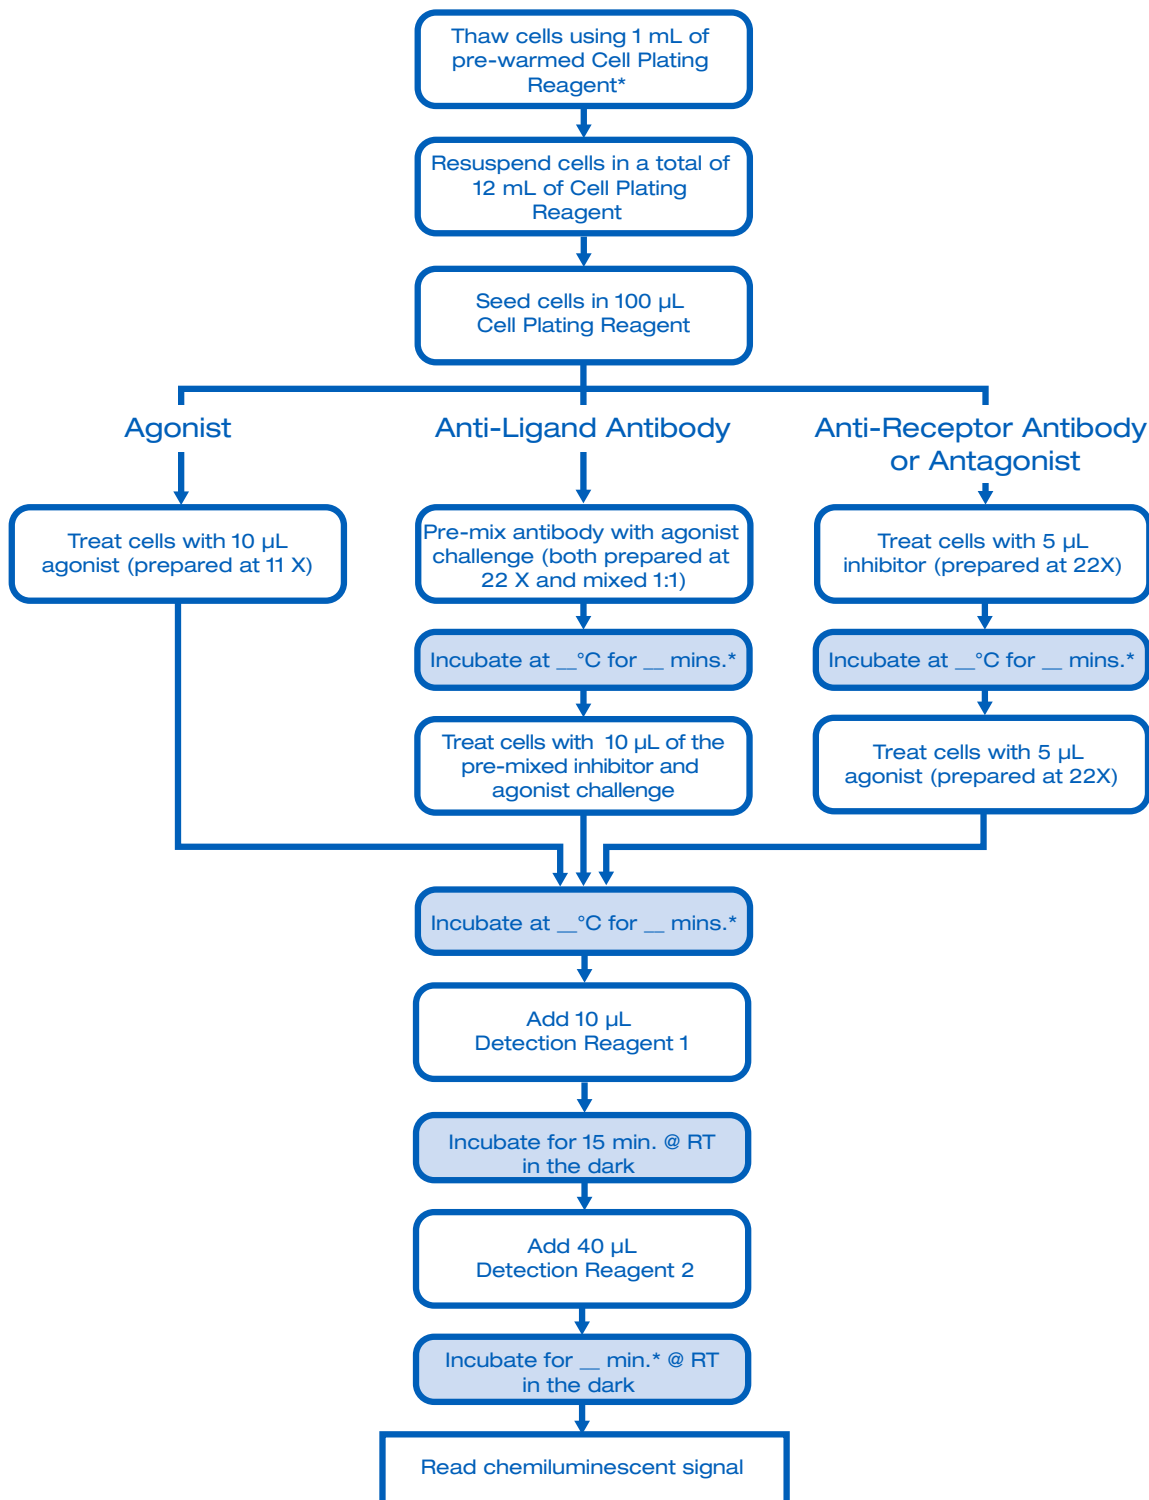 Thaw cells using 1 mL of
pre-warmed Cell Plating
Reagent*
Resuspend cells in a total of
12 mL of Cell Plating
Reagent
Seed cells in 100 µL
Cell Plating Reagent
Agonist
Treat cells with 10 µL
agonist (prepared at 11 X)
Anti-Ligand Antibody
Pre-mix antibody with agonist
challenge (both prepared at
22 X and mixed 1:1)
Incubate at __°C for __ mins.*
Treat cells with 10 µL of the
pre-mixed inhibitor and
agonist challenge
Anti-Receptor Antibody
or Antagonist
Treat cells with 5 µL
inhibitor (prepared at 22X)
Incubate at __°C for __ mins.*
Treat cells with 5 µL
agonist (prepared at 22X)
Incubate at __°C for __ mins.*
Add 10 µL
Detection Reagent 1
Incubate for 15 min. @ RT
in the dark
Add 40 µL
Detection Reagent 2
Incubate for __ min.* @ RT
in the dark
Read chemiluminescent signal